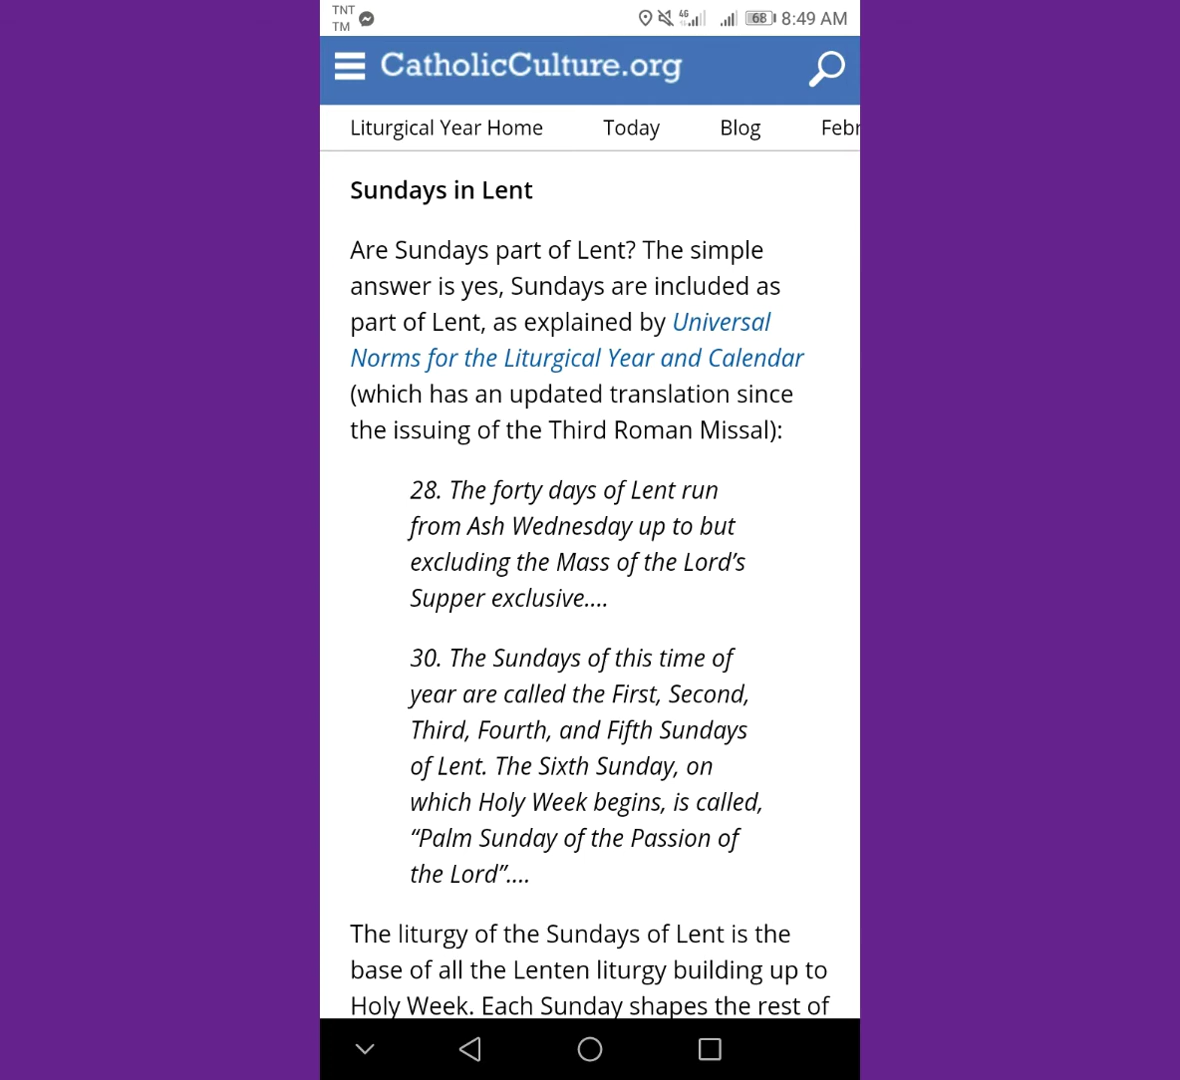 TNT
TM
4G
68
8:49 AM
CatholicCulture.org
Liturgical Year Home Today Blog Febr
Sundays in Lent
Are Sundays part of Lent? The simple
answer is yes, Sundays are included as
part of Lent, as explained by Universal
Norms for the Liturgical Year and Calendar
(which has an updated translation since
the issuing of the Third Roman Missal):
28. The forty days of Lent run
from Ash Wednesday up to but
excluding the Mass of the Lord’s
Supper exclusive....
30. The Sundays of this time of
year are called the First, Second,
Third, Fourth, and Fifth Sundays
of Lent. The Sixth Sunday, on
which Holy Week begins, is called,
“Palm Sunday of the Passion of
the Lord”....
The liturgy of the Sundays of Lent is the
base of all the Lenten liturgy building up to
Holy Week. Each Sunday shapes the rest of